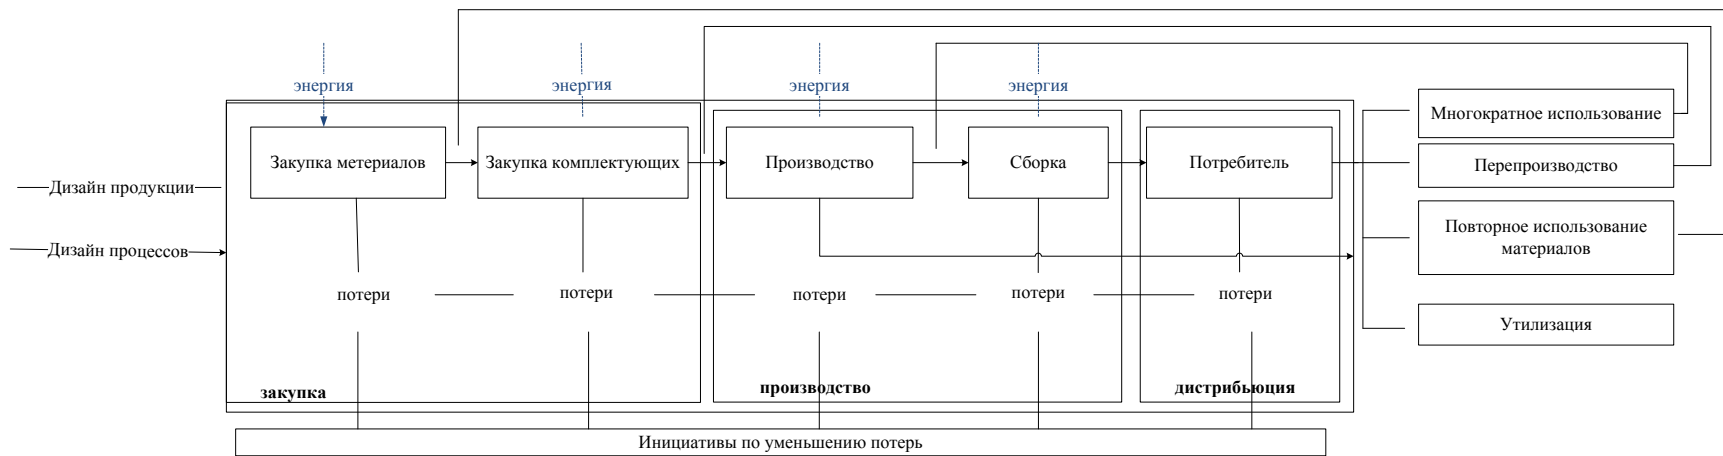 энергия
энергия
энергия
энергия
Многократное использование
Закупка метериалов
Закупка комплектующих
Производство
Сборка
Потребитель
Перепроизводство
Дизайн продукции
Повторное использование
материалов
Дизайн процессов
потери
потери
потери
потери
потери
Утилизация
закупка
производство
дистрибьюция
Инициативы по уменьшению потерь